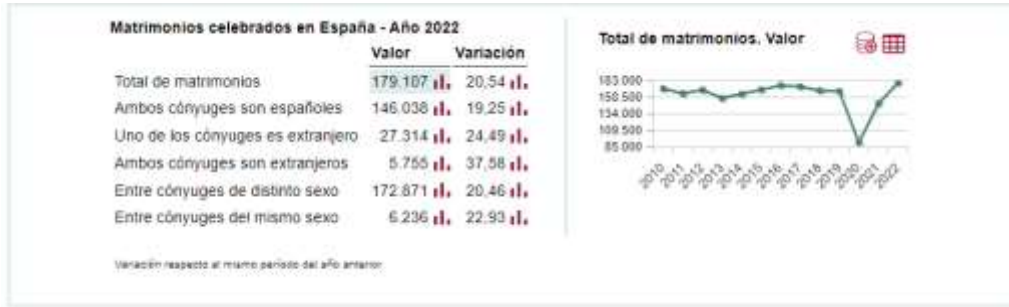 Matrimonios celebrados en España - Año 2022
Valor Variación
Total de matrimonios 179.107 20,54
Ambos cónyuges son españoles 146.038 19,25
Uno de los cónyuges es extranjero 27.314 24,49
Ambos cónyuges son extranjeros 5.755 37,58
Entre cónyuges de distinto sexo 172.871 20,46
Entre cónyuges del mismo sexo 6.236 22,93
Variación respecto al mismo periodo del año anterior
Total de matrimonios. Valor
183.000
158.500
134.000
109.500
85.000
2010 2011 2012 2013 2014 2015 2016 2017 2018 2019 2020 2021 2022